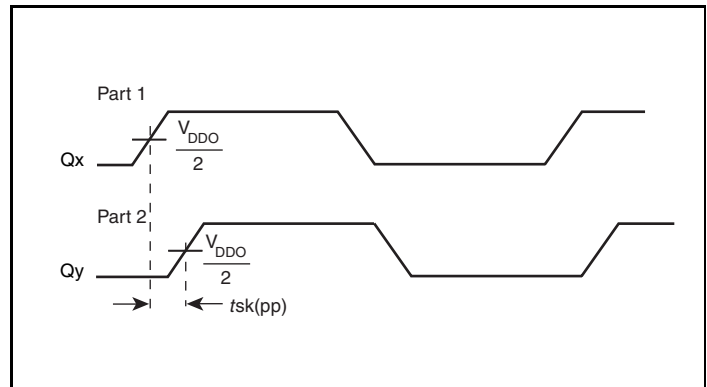 Part 1
V_DDO
2
Qx
Part 2
V_DDO
2
Qy
tsk(pp)